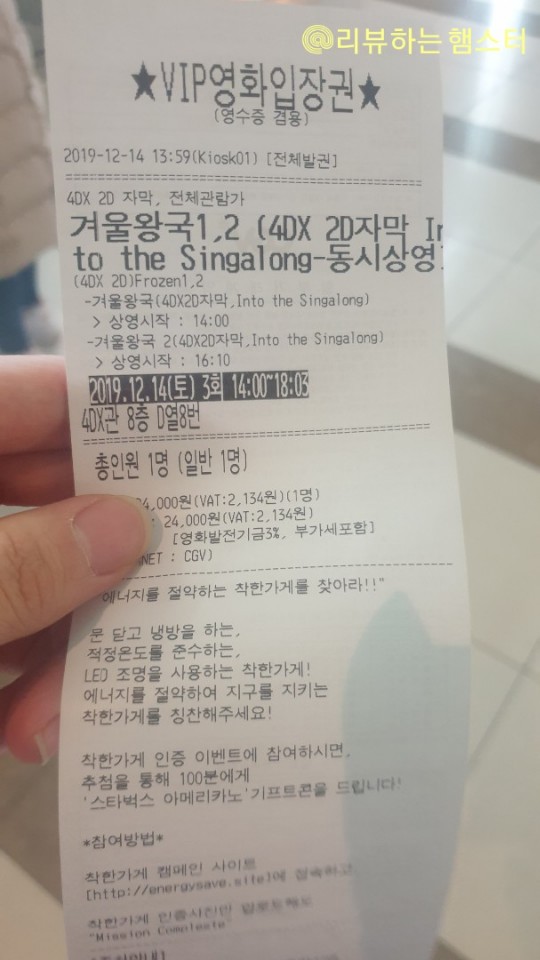 @리뷰하는 햄스터
★VIP영화입장권★
(영수증 겸용)
2019-12-14 13:59(Kiosk01) [전체발권]
4DX 2D 자막, 전체관람가
겨울왕국1,2 (4DX 2D자막 In
to the Singalong-동시상영)
(4DX 2D)Frozen1,2
-겨울왕국(4DX2D자막,Into the Singalong)
> 상영시작 : 14:00
-겨울왕국 2(4DX2D자막,Into the Singalong)
> 상영시작 : 16:10
2019.12.14(토) 3회 14:00~18:03
4DX관 8층 D열8번
총인원 1명 (일반 1명)
24,000원(VAT:2,134원)(1명)
: 24,000원(VAT:2,134원)
[영화발전기금3%, 부가세포함]
NET : CGV)
"에너지를 절약하는 착한가게를 찾아라!!"
문 닫고 냉방을 하는,
적정온도를 준수하는,
LED 조명을 사용하는 착한가게!
에너지를 절약하여 지구를 지키는
착한가게를 칭찬해주세요!
착한가게 인증 이벤트에 참여하시면,
추첨을 통해 100분에게
'스타벅스 아메리카노'기프트콘을 드립니다!
*참여방법*
착한가게 캠페인 사이트
[http://energysave.site]에 접속하고
착한가게 인증사진만 업로드해도
"Mission Complete"